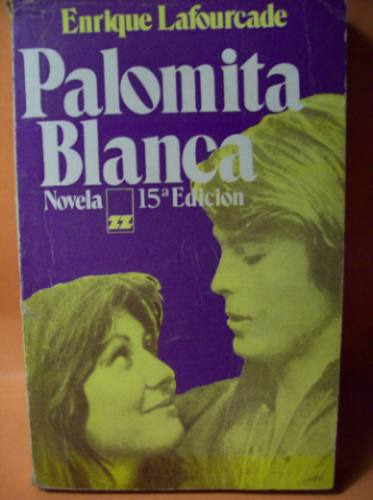 Enrique Lafourcade
Palomita
Blanca
Novela zz 15ª Edición